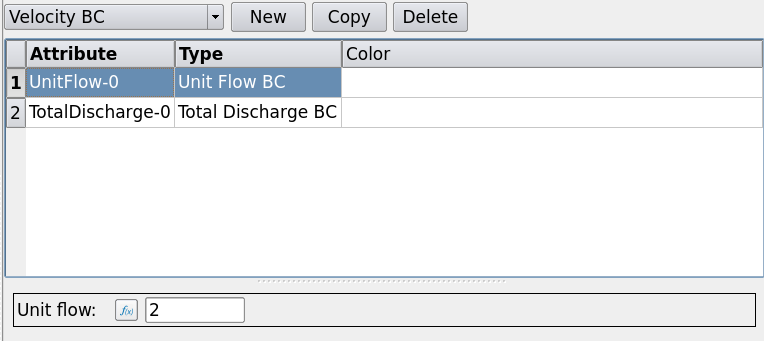 Velocity BC New Copy Delete
Attribute Type Color
1 UnitFlow-0 Unit Flow BC
2 TotalDischarge-0 Total Discharge BC
Unit flow: f(x) 2